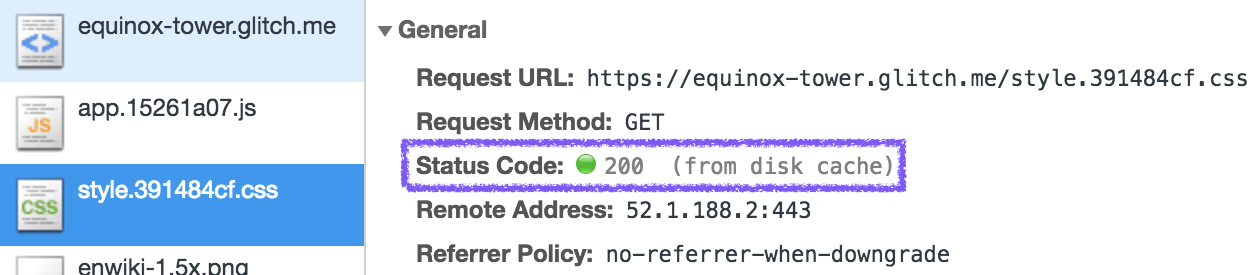 equinox-tower.glitch.me
app.15261a07.js
JS
style.391484cf.css
CSS
enwiki-1.5x.png
General
Request URL: https://equinox-tower.glitch.me/style.391484cf.css
Request Method: GET
Status Code: 200 (from disk cache)
Remote Address: 52.1.188.2:443
Referrer Policy: no-referrer-when-downgrade